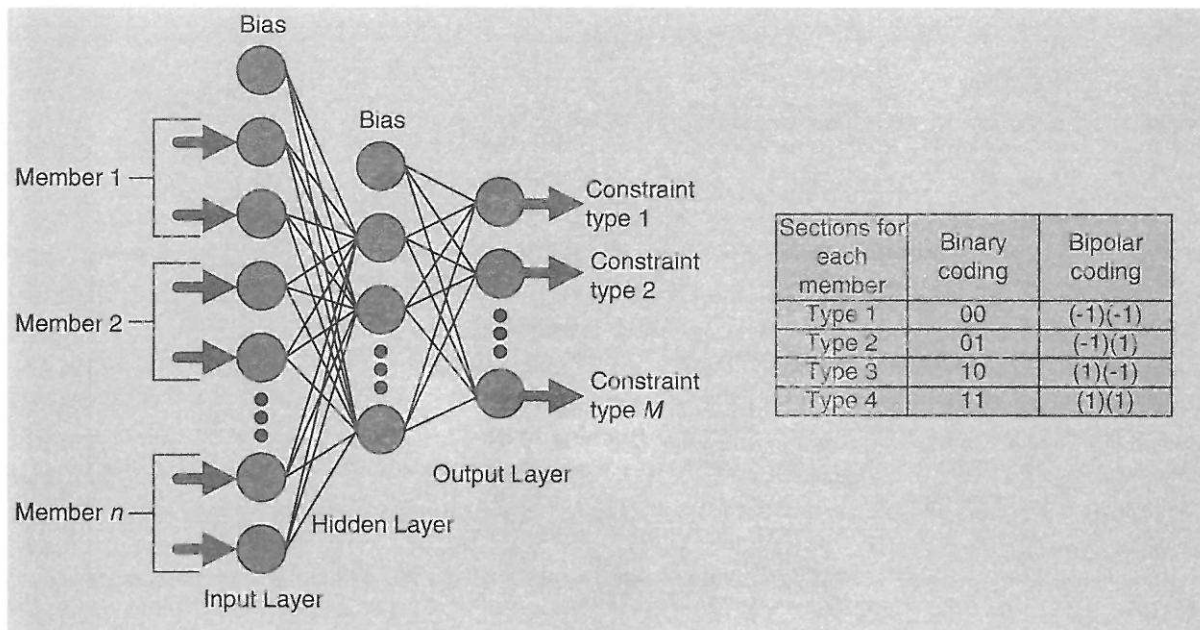 Bias
Bias
Member 1
Member 2
Member n
Constraint
type 1
Constraint
type 2
Constraint
type M
Output Layer
Hidden Layer
Input Layer
Sections for
each
member
Binary
coding
Bipolar
coding
Type 1 00 (-1)(-1)
Type 2 01 (-1)(1)
Type 3 10 (1)(-1)
Type 4 11 (1)(1)